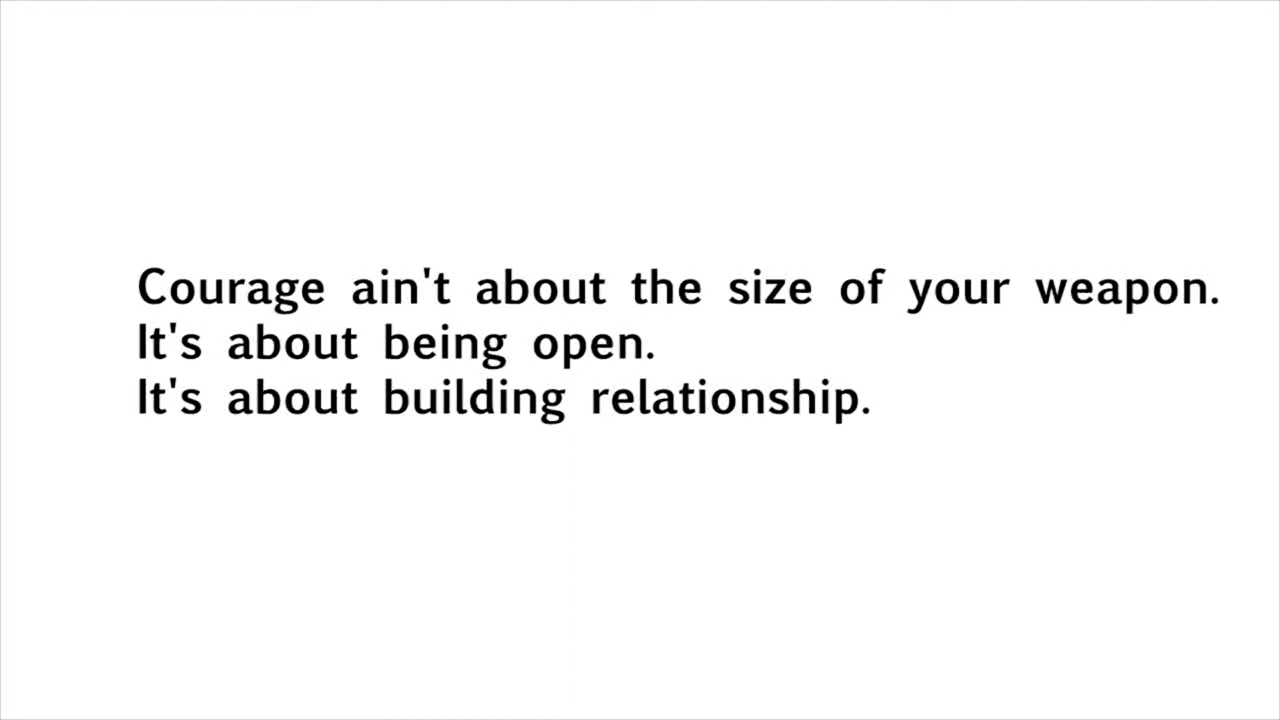 Courage ain't about the size of your weapon.
It's about being open.
It's about building relationship.